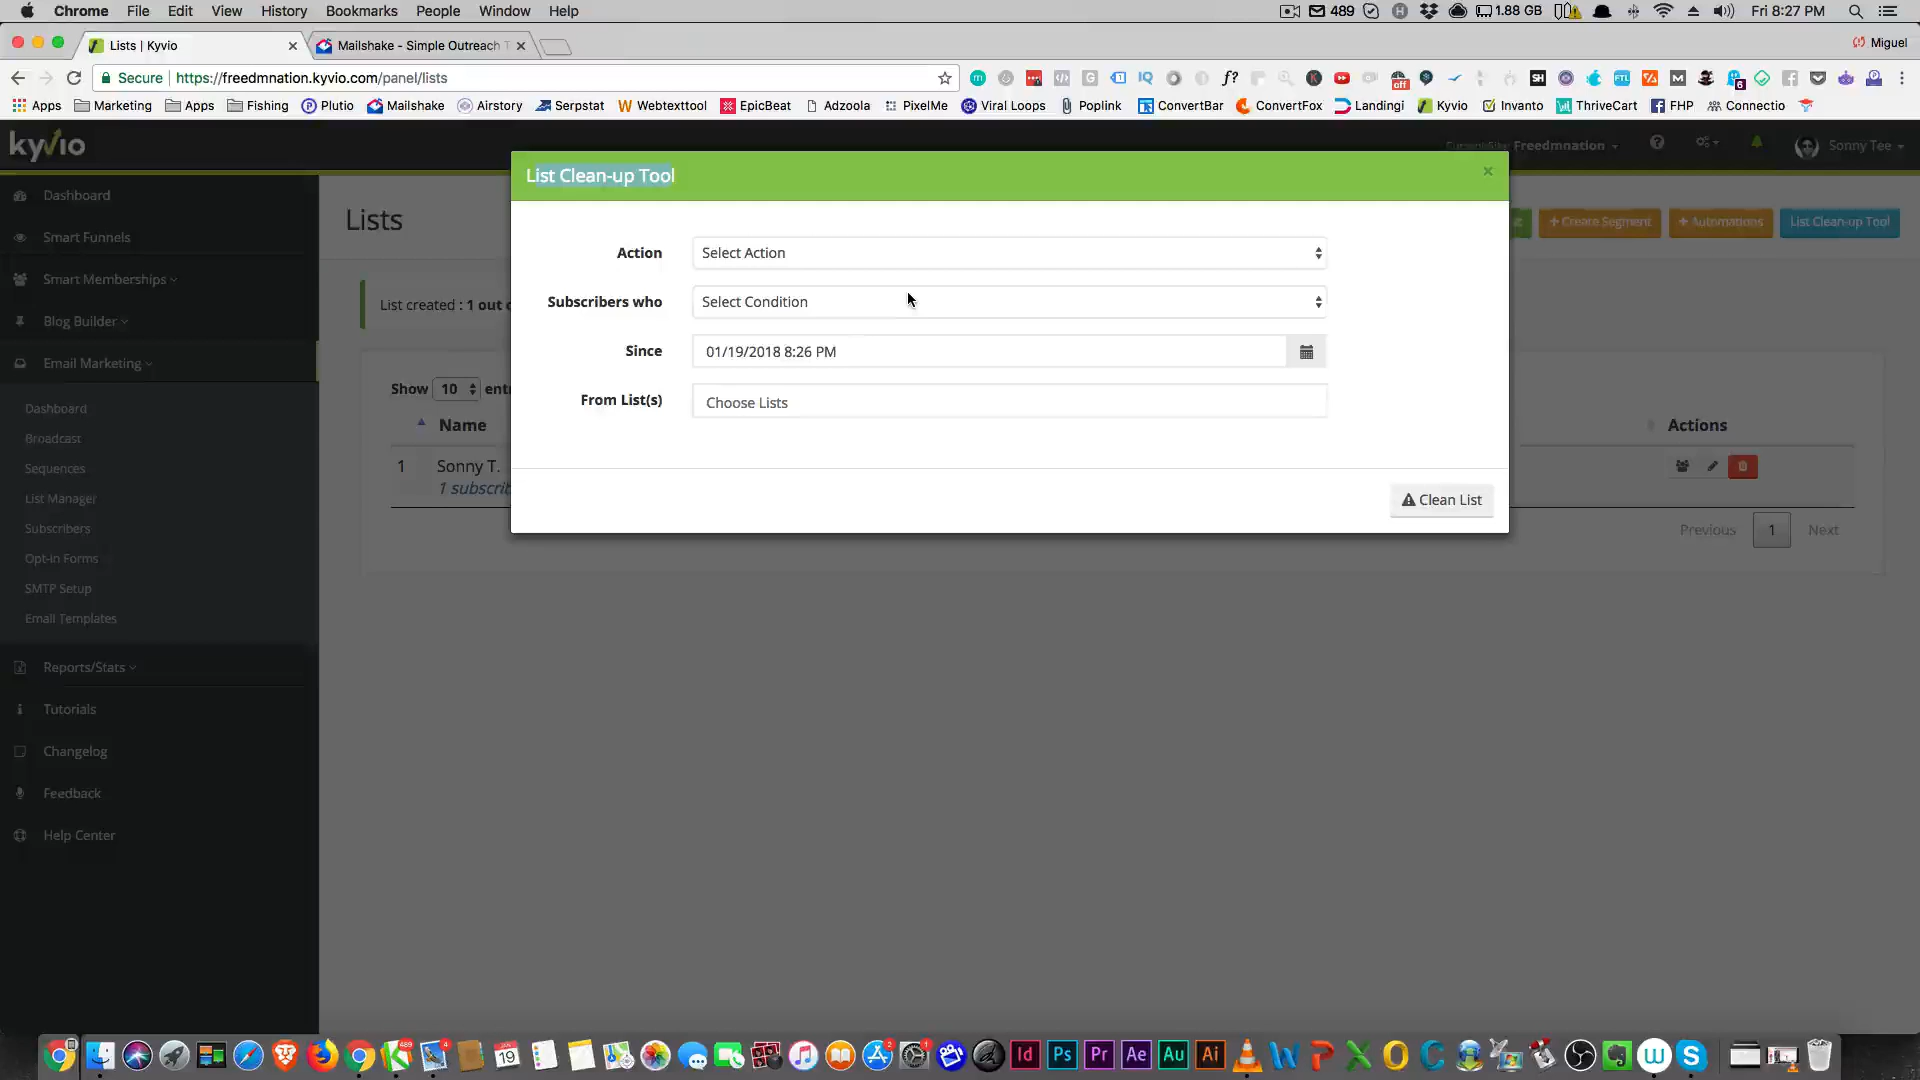 Chrome File Edit View History Bookmarks People Window Help 489 1.88 GB Fri 8:27 PM
Lists | Kyvio Mailshake - Simple Outreach Miguel
Secure https://freedmnation.kyvio.com/panel/lists
Apps Marketing Apps Fishing Plutio Mailshake Airstory Serpstat Webtexttool EpicBeat Adzoola PixelMe Viral Loops Poplink ConvertBar ConvertFox Landingi Kyvio Invanto ThriveCart FHP Connectio
kyvio Freedmnation Sonny Tee
List Clean-up Tool
Dashboard
Smart Funnels
Smart Memberships
Blog Builder
Email Marketing
Dashboard
Broadcast
Sequences
List Manager
Subscribers
Opt-in Forms
SMTP Setup
Email Templates
Reports/Stats
Tutorials
Changelog
Feedback
Help Center
Lists
+ Create Segment + Automations List Clean-up Tool
List created : 1 out
Show 10
Name Actions
1 Sonny T.
1
Previous 1 Next
Action Select Action
Subscribers who Select Condition
Since 01/19/2018 8:26 PM
From List(s) Choose Lists
Clean List